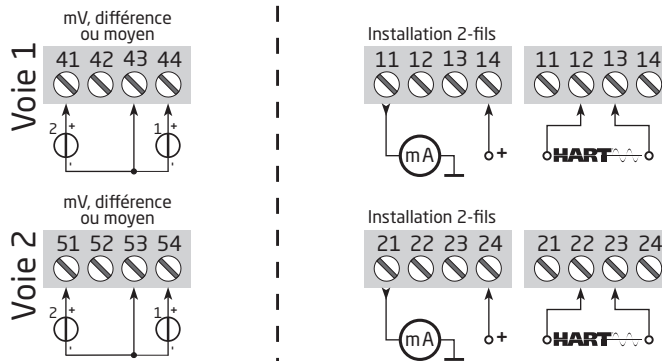 mV, différence
ou moyen
41 42 43 44
Voie 1
2 + -
1 + -
Installation 2-fils
11 12 13 14
mA
+
11 12 13 14
HART
mV, différence
ou moyen
51 52 53 54
Voie 2
2 + -
1 + -
Installation 2-fils
21 22 23 24
mA
+
21 22 23 24
HART